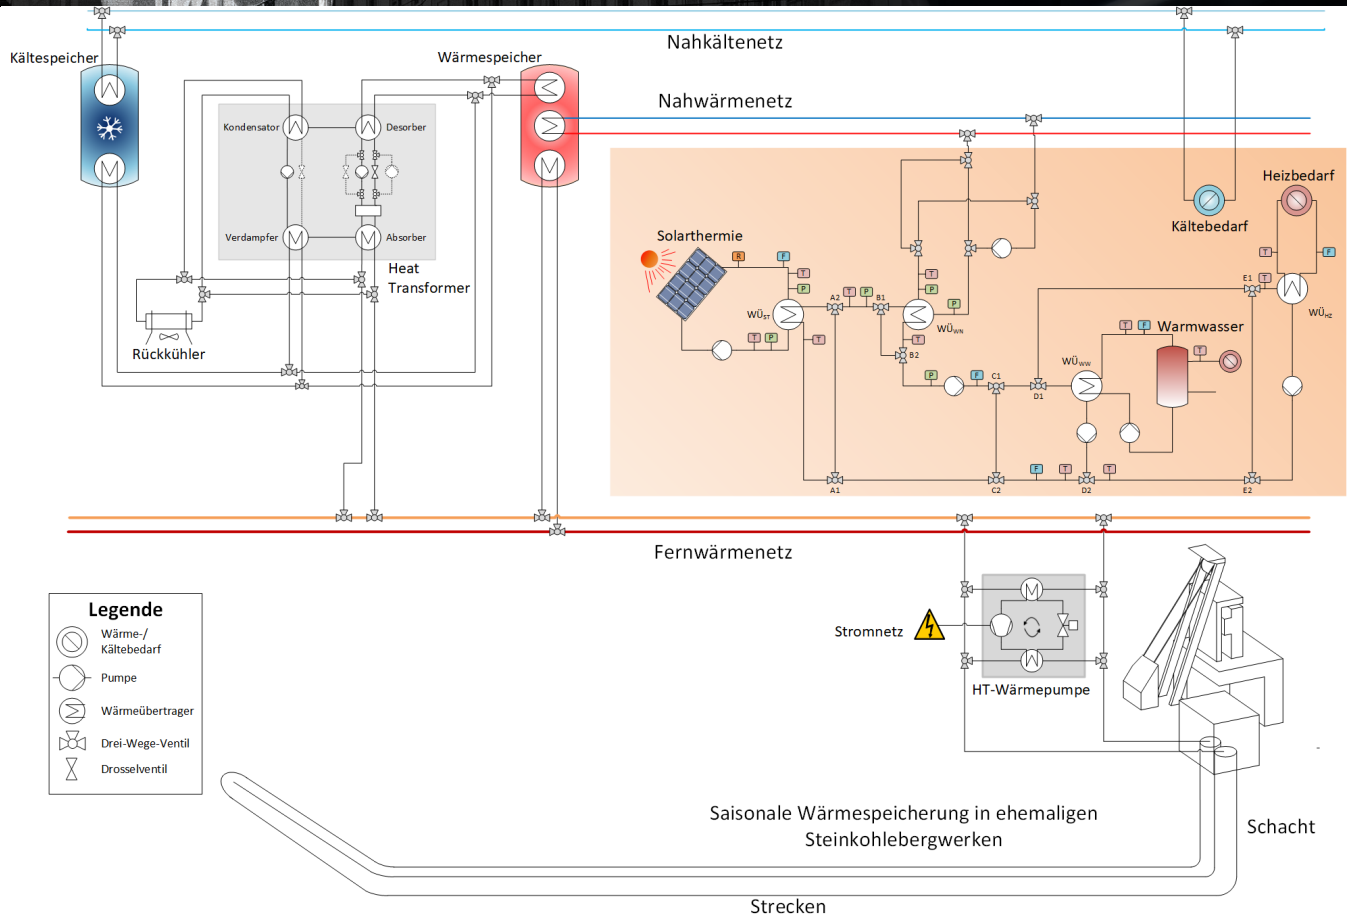 Nahkältenetz
Kältespeicher
Wärmespeicher
Nahwärmenetz
Kondensator
Desorber
Verdampfer
Absorber
Heat
Transformer
Rückkühler
Solarthermie
Kältebedarf
Heizbedarf
R
F
T
P
WÜST
A2
T
P
B1
T
P
P
WÜWN
T
P
T
T
B2
P
F
C1
D1
WÜWW
T
F
Warmwasser
T
E1
T
T
F
WÜHZ
A1
C2
F
T
D2
T
E2
Fernwärmenetz
Legende
Wärme-/
Kältebedarf
Pumpe
Wärmeübertrager
Drei-Wege-Ventil
Drosselventil
Stromnetz
HT-Wärmepumpe
Saisonale Wärmespeicherung in ehemaligen
Steinkohlebergwerken
Schacht
Strecken